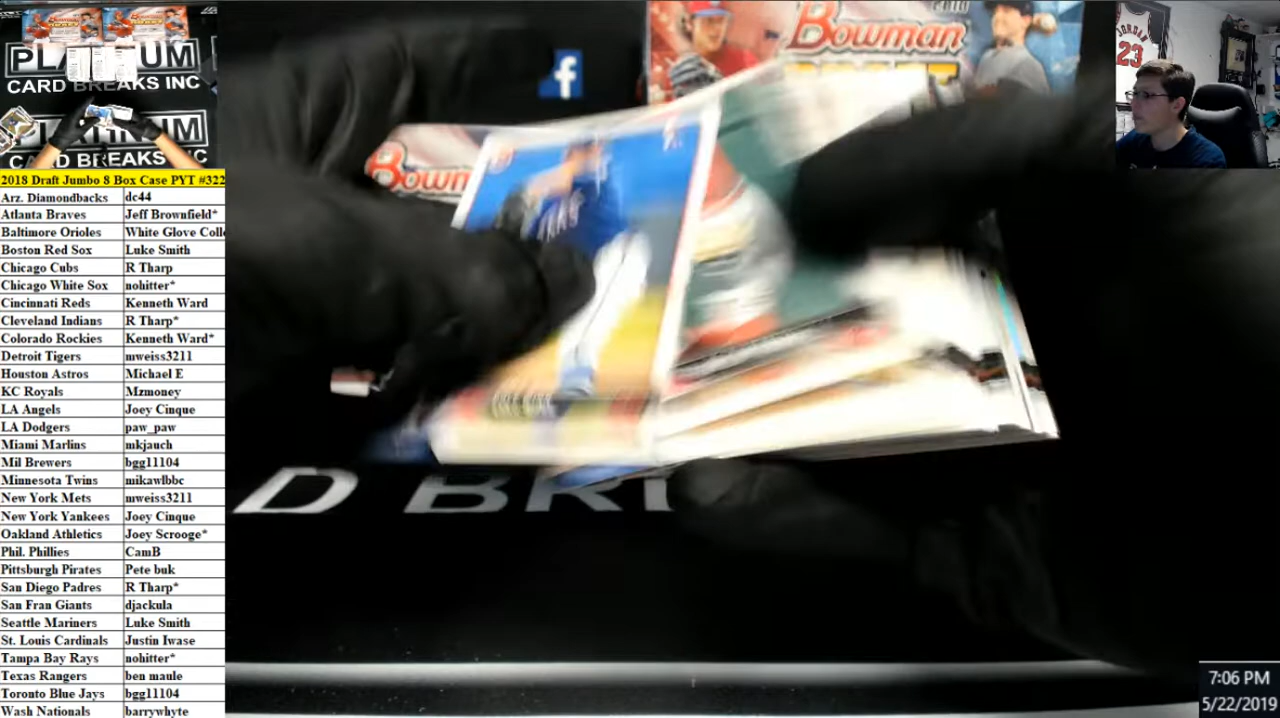 PLATINUM
CARD BREAKS INC
PLATINUM
CARD BREAKS INC
2018 Draft Jumbo 8 Box Case PYT #322
Arz. Diamondbacks dc44
Atlanta Braves Jeff Brownfield*
Baltimore Orioles White Glove Coll
Boston Red Sox Luke Smith
Chicago Cubs R Tharp
Chicago White Sox nohitter*
Cincinnati Reds Kenneth Ward
Cleveland Indians R Tharp*
Colorado Rockies Kenneth Ward*
Detroit Tigers mweiss3211
Houston Astros Michael E
KC Royals Mzmoney
LA Angels Joey Cinque
LA Dodgers paw_paw
Miami Marlins mkjauch
Mil Brewers bgg11104
Minnesota Twins mikawlbbc
New York Mets mweiss3211
New York Yankees Joey Cinque
Oakland Athletics Joey Scrooge*
Phil. Phillies CamB
Pittsburgh Pirates Pete buk
San Diego Padres R Tharp*
San Fran Giants djackula
Seattle Mariners Luke Smith
St. Louis Cardinals Justin Iwase
Tampa Bay Rays nohitter*
Texas Rangers ben maule
Toronto Blue Jays bgg11104
Wash Nationals barrywhyte
f
2018
Bowman
Bowm
D BRE
JORDAN
23
7:06 PM
5/22/2019